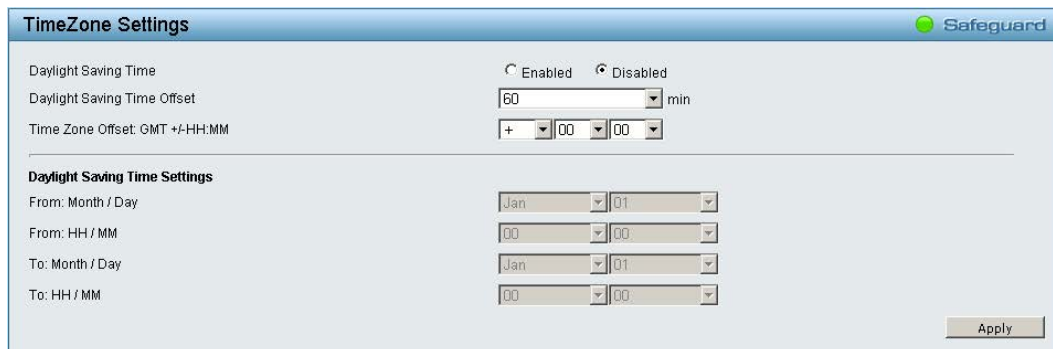 TimeZone Settings Safeguard
Daylight Saving Time Enabled Disabled
Daylight Saving Time Offset 60 min
Time Zone Offset: GMT +/-HH:MM + 00 00
Daylight Saving Time Settings
From: Month / Day Jan 01
From: HH / MM 00 00
To: Month / Day Jan 01
To: HH / MM 00 00
Apply